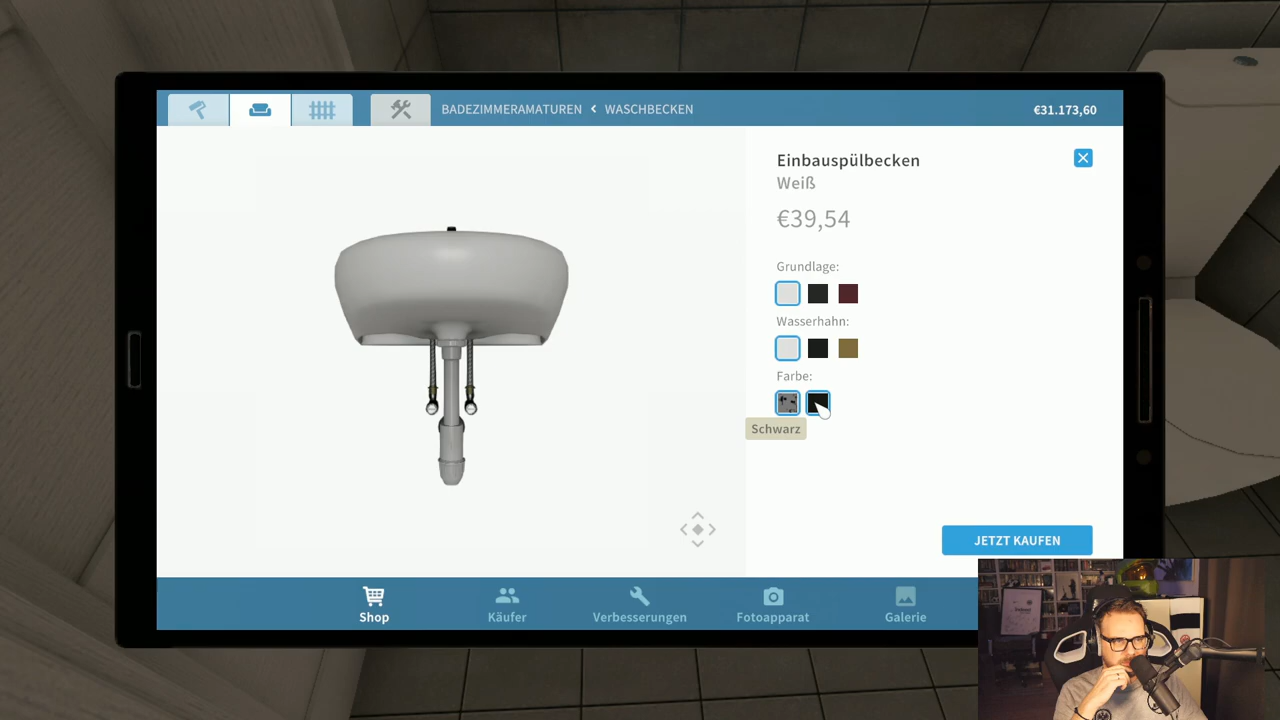 BADEZIMMERAMATUREN < WASCHBECKEN
€31.173,60
Einbauspülbecken
Weiß
€39,54
Grundlage:
Wasserhahn:
Farbe:
Schwarz
JETZT KAUFEN
Shop
Käufer
Verbesserungen
Fotoapparat
Galerie